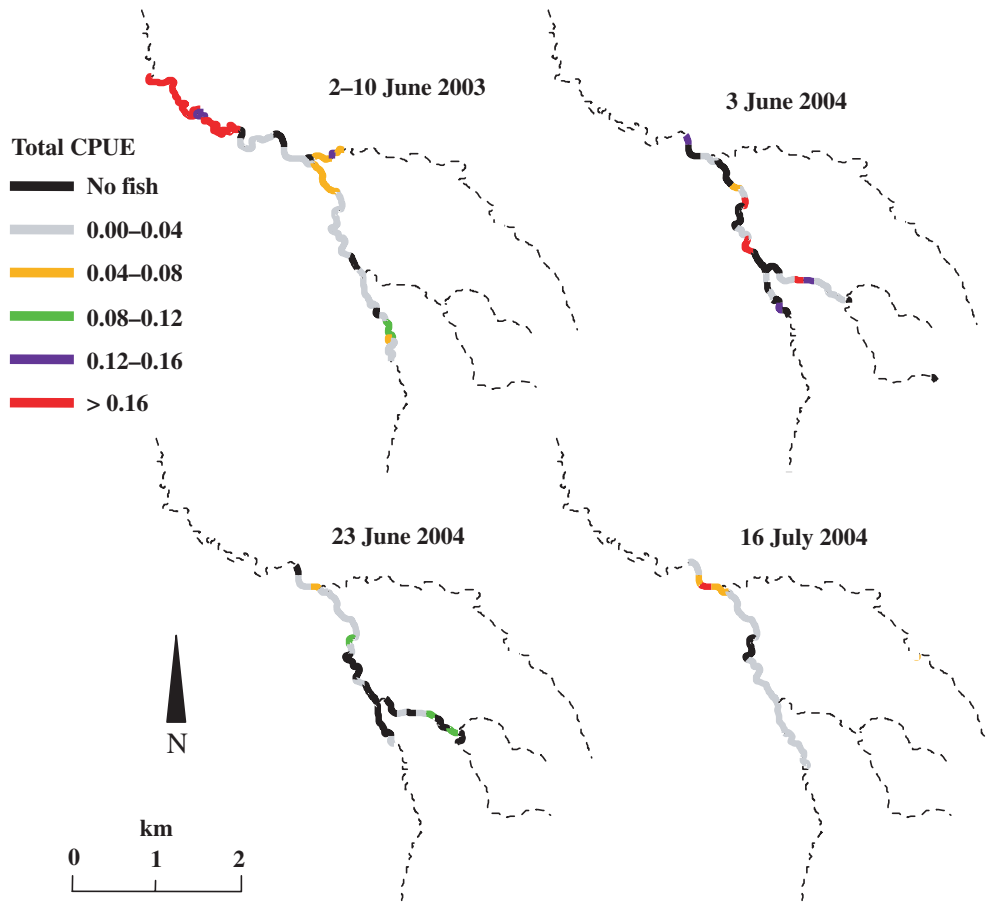 2–10 June 2003
3 June 2004
Total CPUE
No fish
0.00–0.04
0.04–0.08
0.08–0.12
0.12–0.16
> 0.16
23 June 2004
16 July 2004
N
km
0 1 2